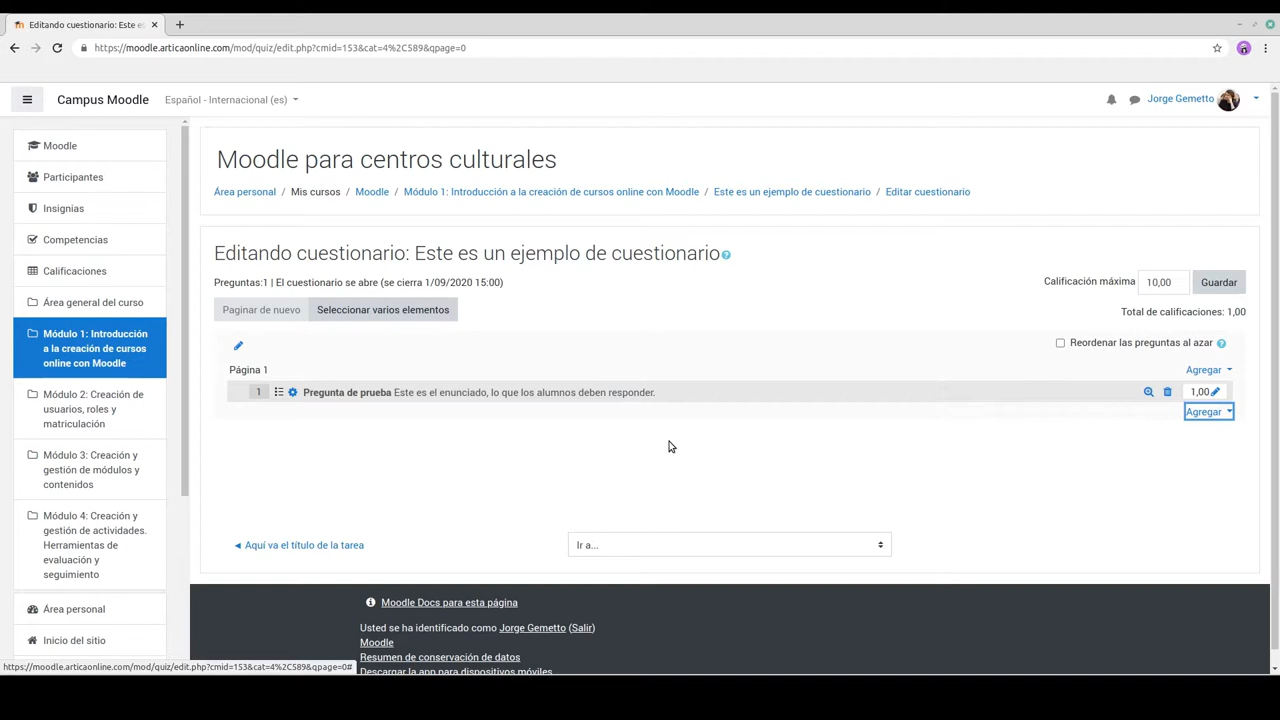 Editando cuestionario: Este es
https://moodle.articaonline.com/mod/quiz/edit.php?cmid=153&cat=4%2C589&qpage=0
Campus Moodle
Español - Internacional (es)
Jorge Gemetto
Moodle
Participantes
Insignias
Competencias
Calificaciones
Área general del curso
Módulo 1: Introducción
a la creación de cursos
online con Moodle
Módulo 2: Creación de
usuarios, roles y
matriculación
Módulo 3: Creación y
gestión de módulos y
contenidos
Módulo 4: Creación y
gestión de actividades.
Herramientas de
evaluación y
seguimiento
Área personal
Inicio del sitio
Moodle para centros culturales
Área personal / Mis cursos / Moodle / Módulo 1: Introducción a la creación de cursos online con Moodle / Este es un ejemplo de cuestionario / Editar cuestionario
Editando cuestionario: Este es un ejemplo de cuestionario
Preguntas:1 | El cuestionario se abre (se cierra 1/09/2020 15:00)
Calificación máxima 10,00 Guardar
Paginar de nuevo Seleccionar varios elementos
Total de calificaciones: 1,00
Reordenar las preguntas al azar
Página 1
Agregar
1 Pregunta de prueba Este es el enunciado, lo que los alumnos deben responder. 1,00
Agregar
◄ Aquí va el título de la tarea
Ir a...
Moodle Docs para esta página
Usted se ha identificado como Jorge Gemetto (Salir)
Moodle
Resumen de conservación de datos
Descargar la app para dispositivos móviles
https://moodle.articaonline.com/mod/quiz/edit.php?cmid=153&cat=4%2C589&qpage=0#